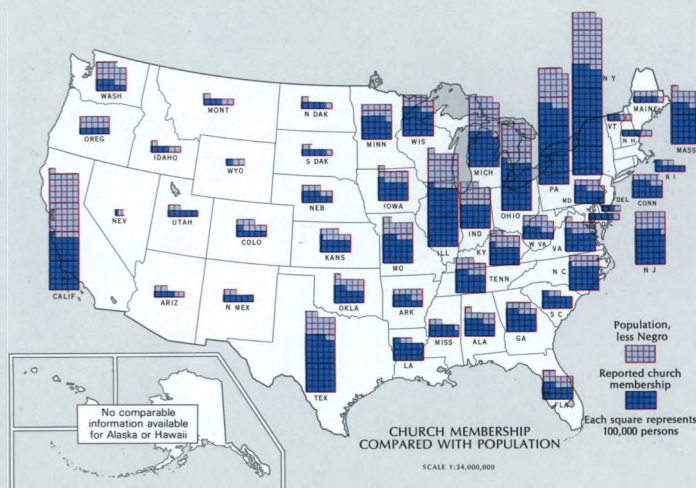 WASH
MONT
N DAK
MINN
WIS
MICH
N Y
MAINE
VT
N H
MASS
OREG
IDAHO
WYO
S DAK
IOWA
PA
R I
CONN
NEV
UTAH
COLO
NEB
ILL
IND
OHIO
MD
DEL
D C
N J
CALIF
KANS
MO
KY
W VA
VA
ARIZ
N MEX
OKLA
ARK
TENN
N C
S C
TEX
LA
MISS
ALA
GA
FLA
Population,
less Negro
Reported church
membership
Each square represents
100,000 persons
No comparable
information available
for Alaska or Hawaii
CHURCH MEMBERSHIP
COMPARED WITH POPULATION
SCALE 1:34,000,000